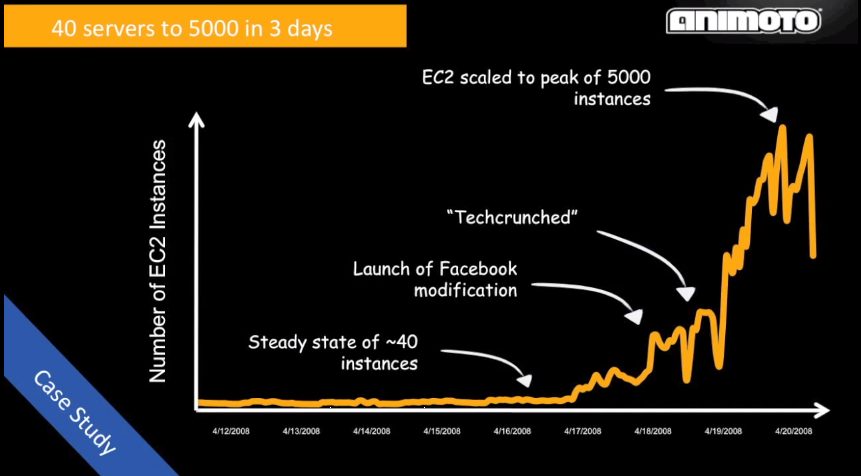 40 servers to 5000 in 3 days
ANIMOTO
EC2 scaled to peak of 5000
instances
"Techcrunched"
Launch of Facebook
modification
Steady state of ~40
instances
Number of EC2 Instances
Case Study
4/12/2008
4/13/2008
4/14/2008
4/15/2008
4/16/2008
4/17/2008
4/18/2008
4/19/2008
4/20/2008